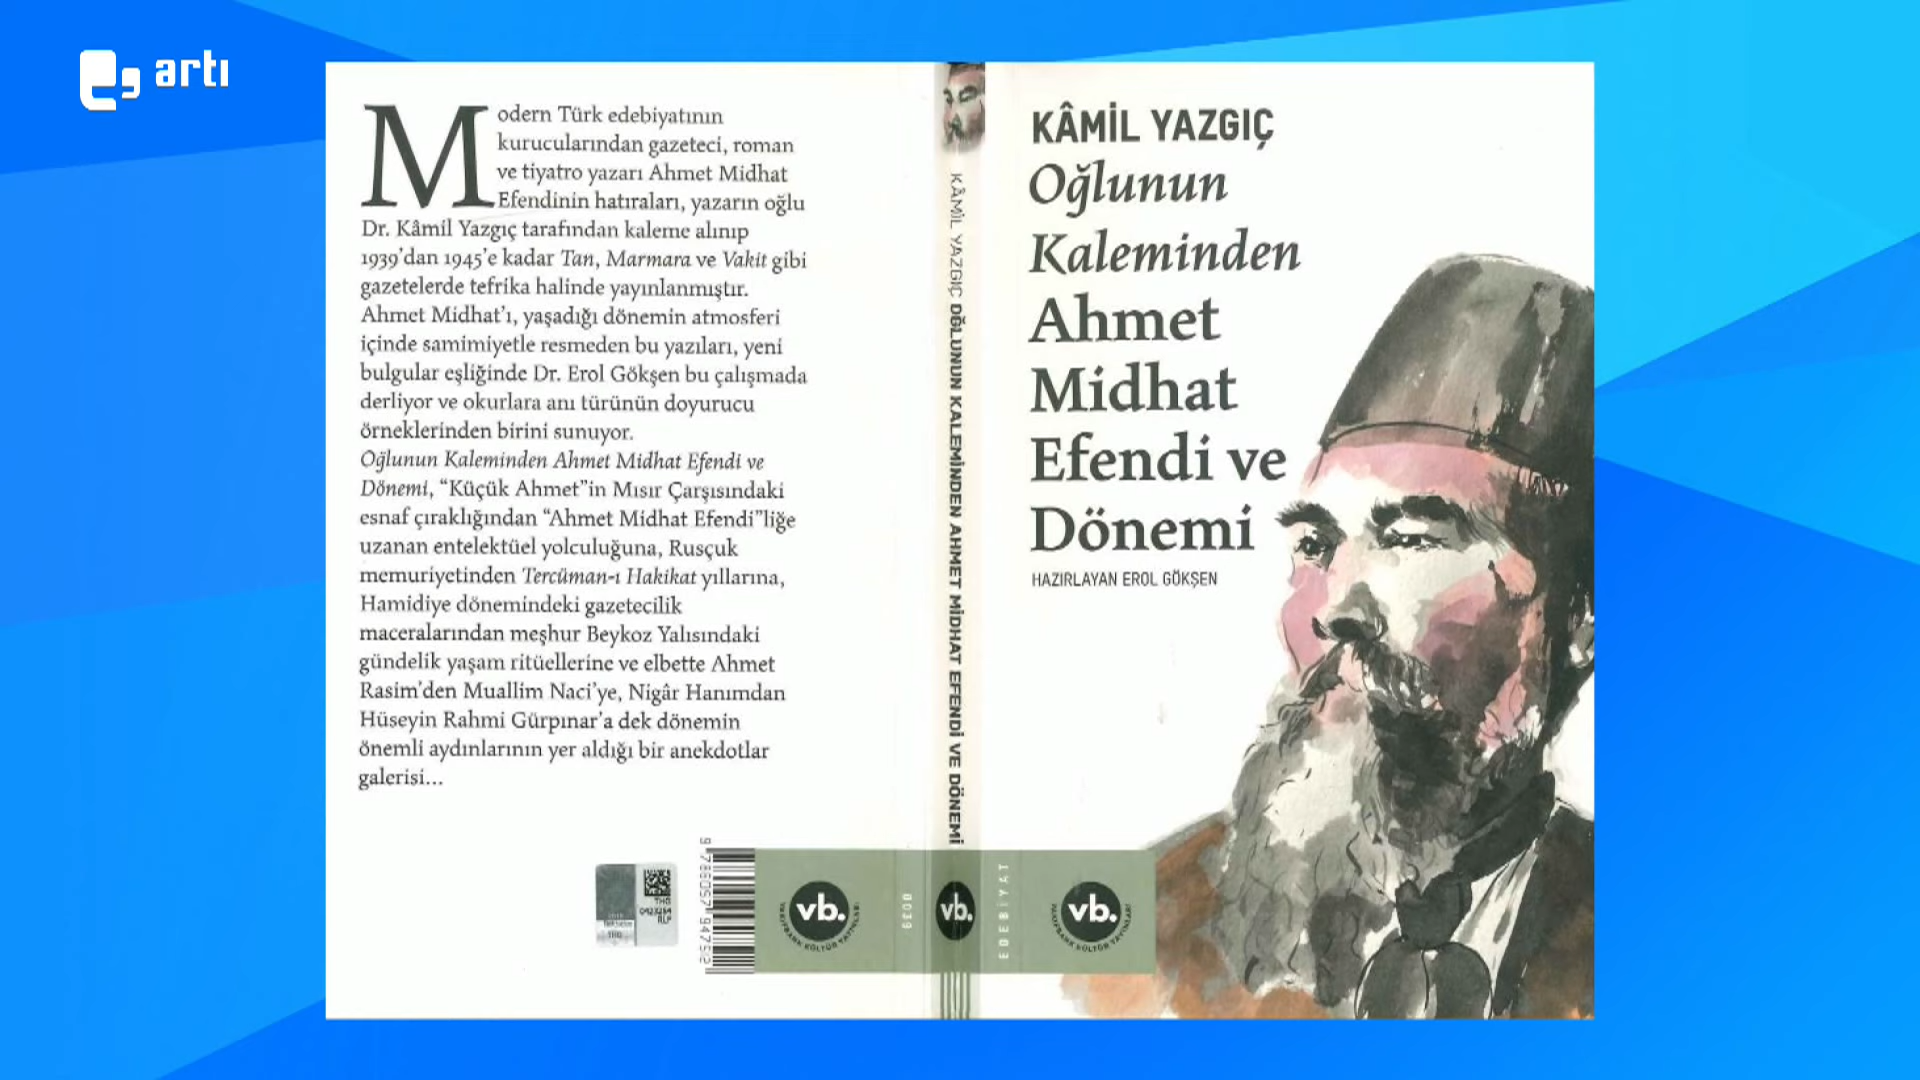 artı
Modern Türk edebiyatının
kurucularından gazeteci, roman
ve tiyatro yazarı Ahmet Midhat
Efendinin hatıraları, yazarın oğlu
Dr. Kâmil Yazgıç tarafından kaleme alınıp
1939'dan 1945'e kadar Tan, Marmara ve Vakit gibi
gazetelerde tefrika halinde yayınlanmıştır.
Ahmet Midhat'ı, yaşadığı dönemin atmosferi
içinde samimiyetle resmeden bu yazıları, yeni
bulgular eşliğinde Dr. Erol Gökşen bu çalışmada
derliyor ve okurlara anı türünün doyurucu
örneklerinden birini sunuyor.
Oğlunun Kaleminden Ahmet Midhat Efendi ve
Dönemi, "Küçük Ahmet"in Mısır Çarşısındaki
esnaf çıraklığından "Ahmet Midhat Efendi"liğe
uzanan entelektüel yolculuğuna, Rusçuk
memuriyetinden Tercüman-ı Hakikat yıllarına,
Hamidiye dönemindeki gazetecilik
maceralarından meşhur Beykoz Yalısındaki
gündelik yaşam ritüellerine ve elbette Ahmet
Rasim'den Muallim Naci'ye, Nigâr Hanımdan
Hüseyin Rahmi Gürpınar'a dek dönemin
önemli aydınlarının yer aldığı bir anekdotlar
galerisi...
THG
vb.
VAKIFBANK KÜLTÜR YAYINLARI
0039
KÂMİL YAZGIÇ OĞLUNUN KALEMİNDEN AHMET MİDHAT EFENDİ VE DÖNEMİ
vb.
EDEBİYAT
KÂMİL YAZGIÇ
Oğlunun
Kaleminden
Ahmet
Midhat
Efendi ve
Dönemi
HAZIRLAYAN EROL GÖKŞEN
vb.
VAKIFBANK KÜLTÜR YAYINLARI